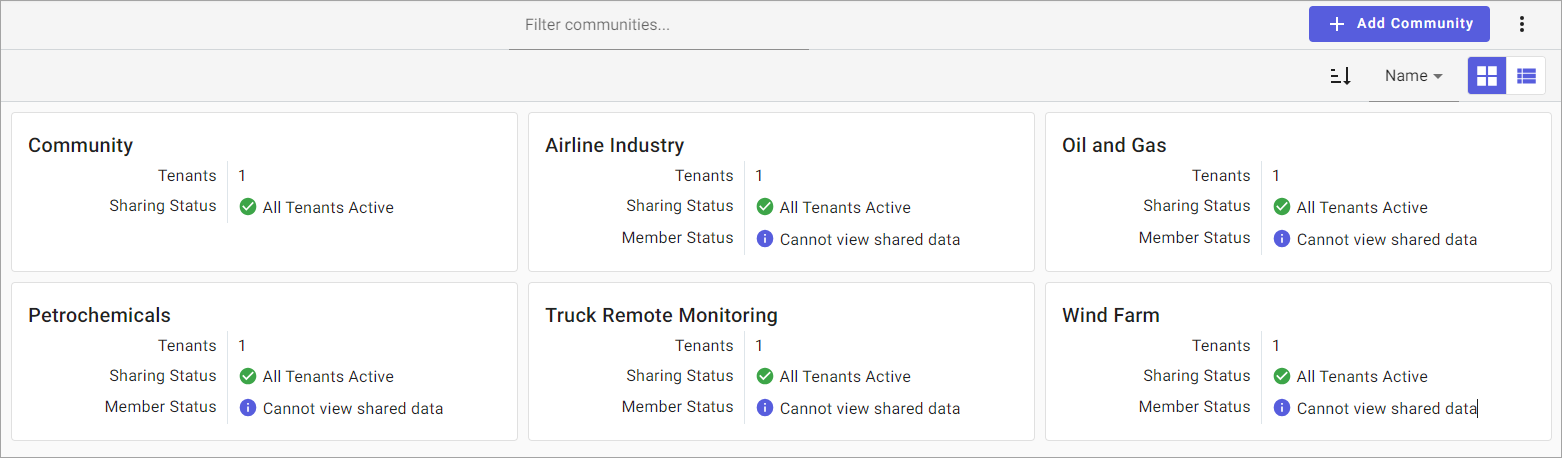 Filter communities...
Add Community
Name
Community
Tenants 1
Sharing Status All Tenants Active
Airline Industry
Tenants 1
Sharing Status All Tenants Active
Member Status Cannot view shared data
Oil and Gas
Tenants 1
Sharing Status All Tenants Active
Member Status Cannot view shared data
Petrochemicals
Tenants 1
Sharing Status All Tenants Active
Member Status Cannot view shared data
Truck Remote Monitoring
Tenants 1
Sharing Status All Tenants Active
Member Status Cannot view shared data
Wind Farm
Tenants 1
Sharing Status All Tenants Active
Member Status Cannot view shared data